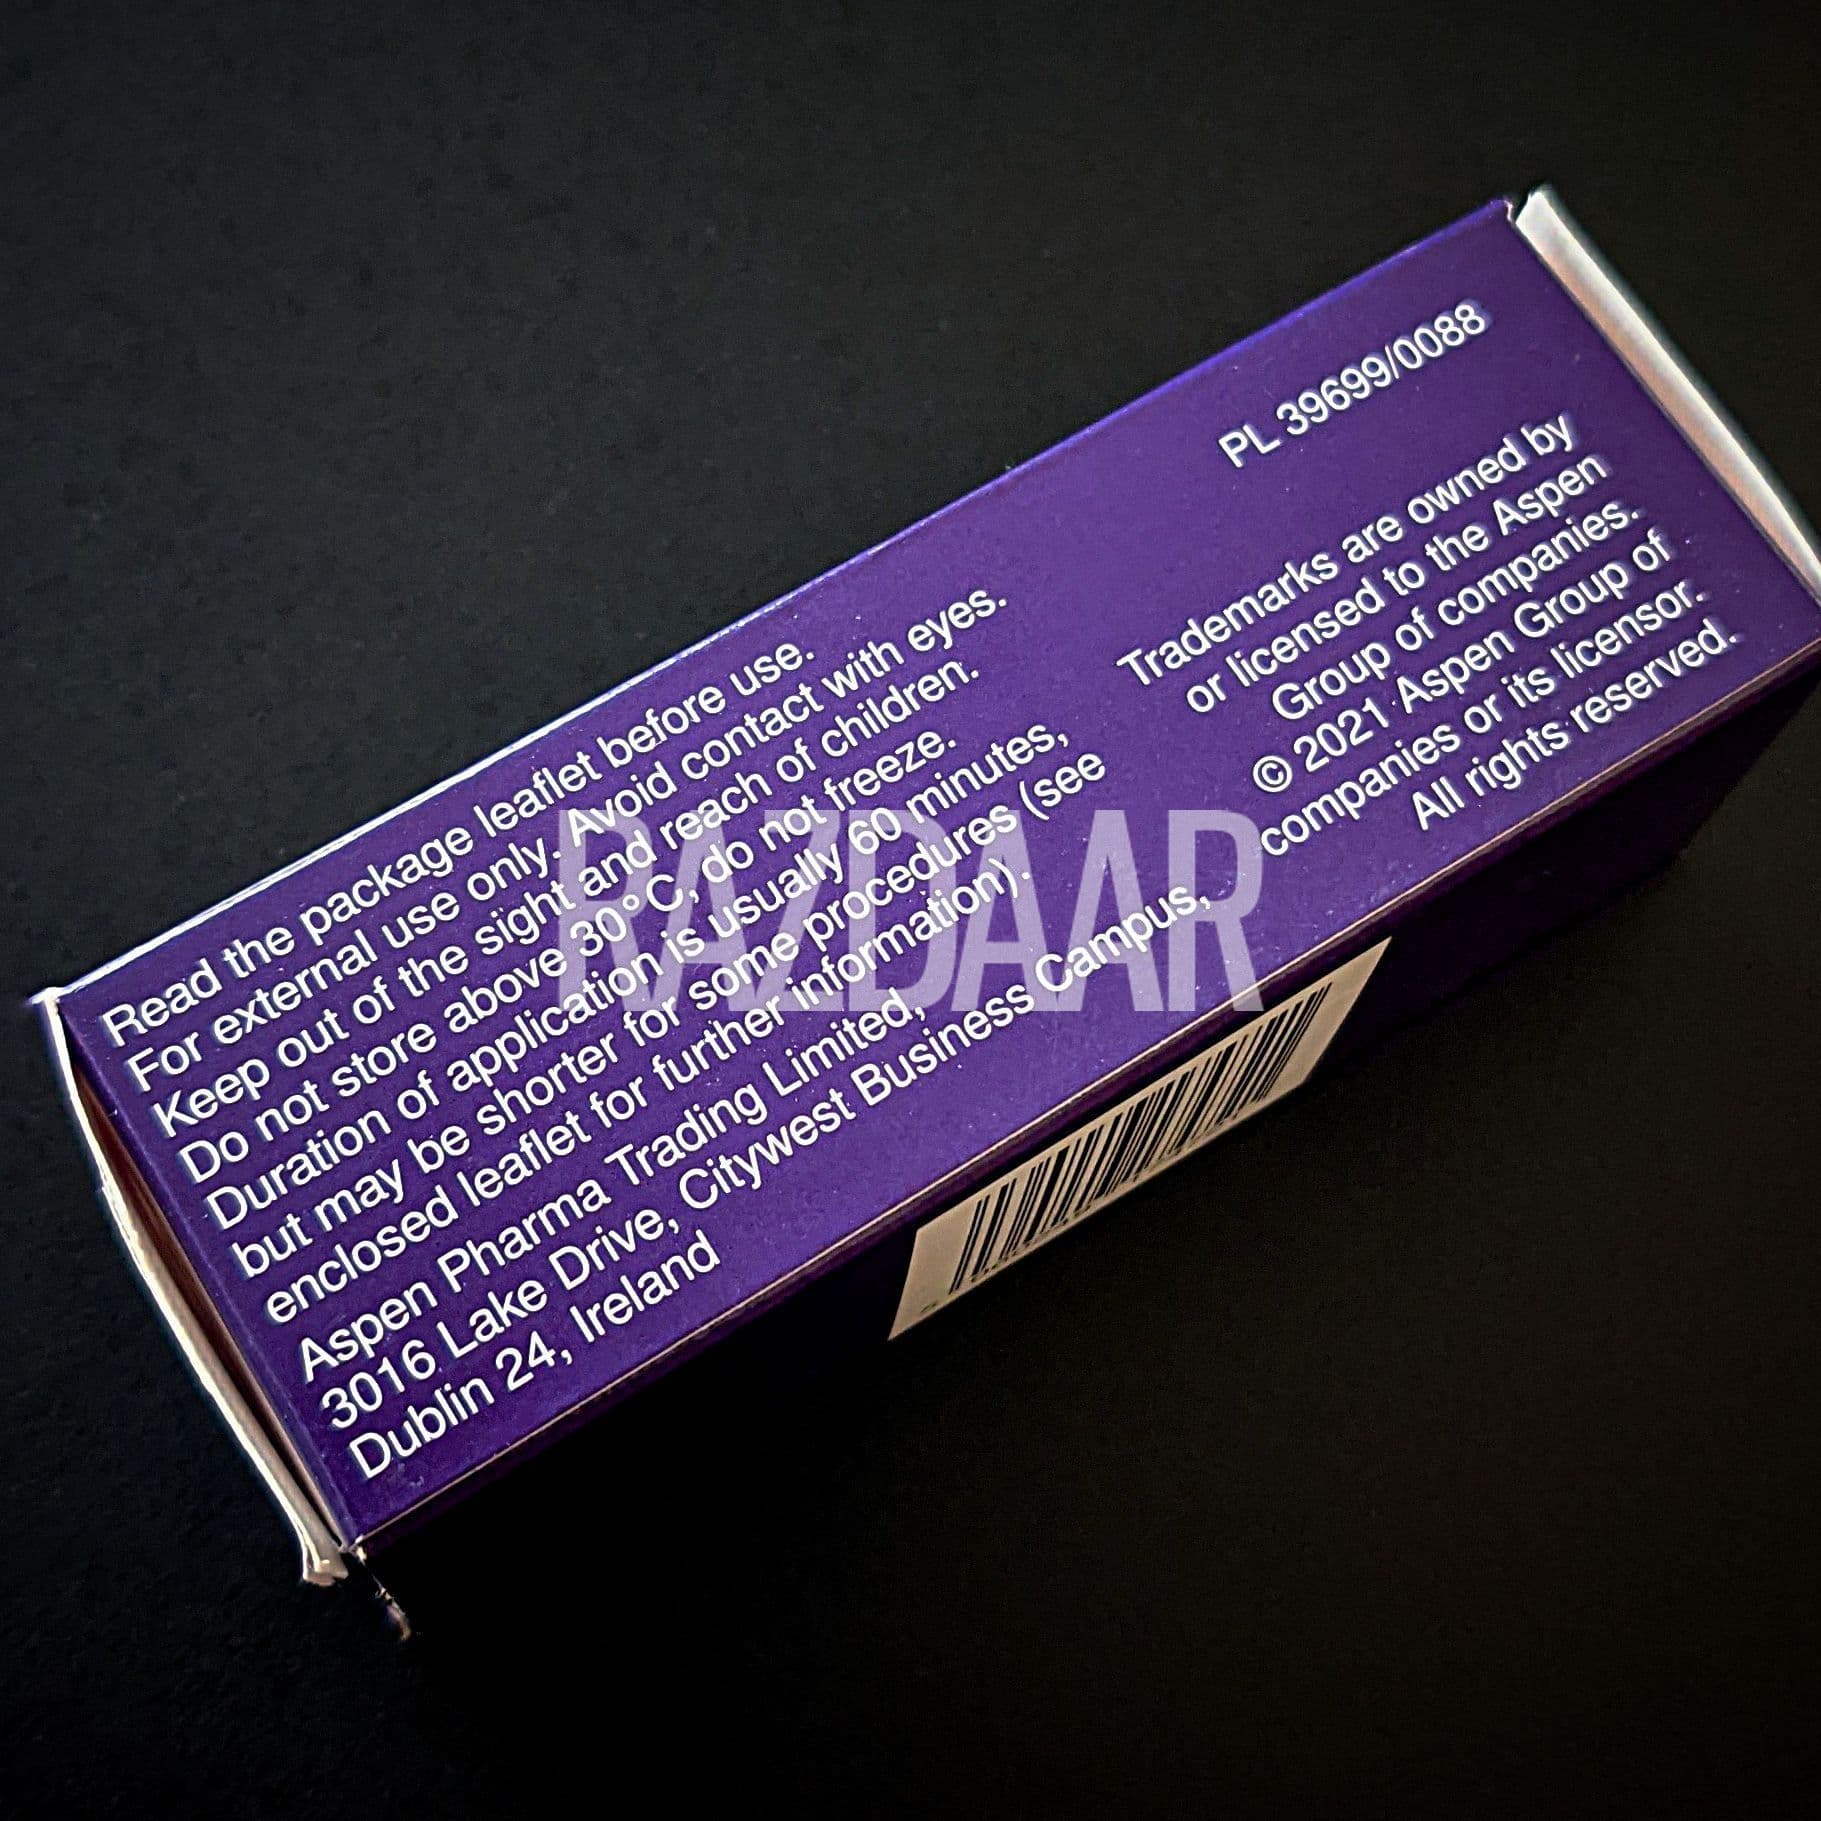 Read the package leaflet before use.
For external use only. Avoid contact with eyes.
Keep out of the sight and reach of children.
Do not store above 30°C, do not freeze.
Duration of application is usually 60 minutes,
but may be shorter for some procedures (see
enclosed leaflet for further information).
Aspen Pharma Trading Limited,
3016 Lake Drive, Citywest Business Campus,
Dublin 24, Ireland
PL 39699/0088
Trademarks are owned by
or licensed to the Aspen
Group of companies.
© 2021 Aspen Group of
companies or its licensor.
All rights reserved.
RAZDAAR